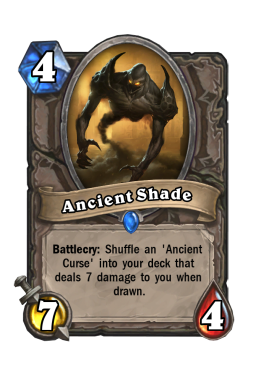 4
Ancient Shade
Battlecry: Shuffle an 'Ancient
Curse' into your deck that
deals 7 damage to you when
drawn.
7
4